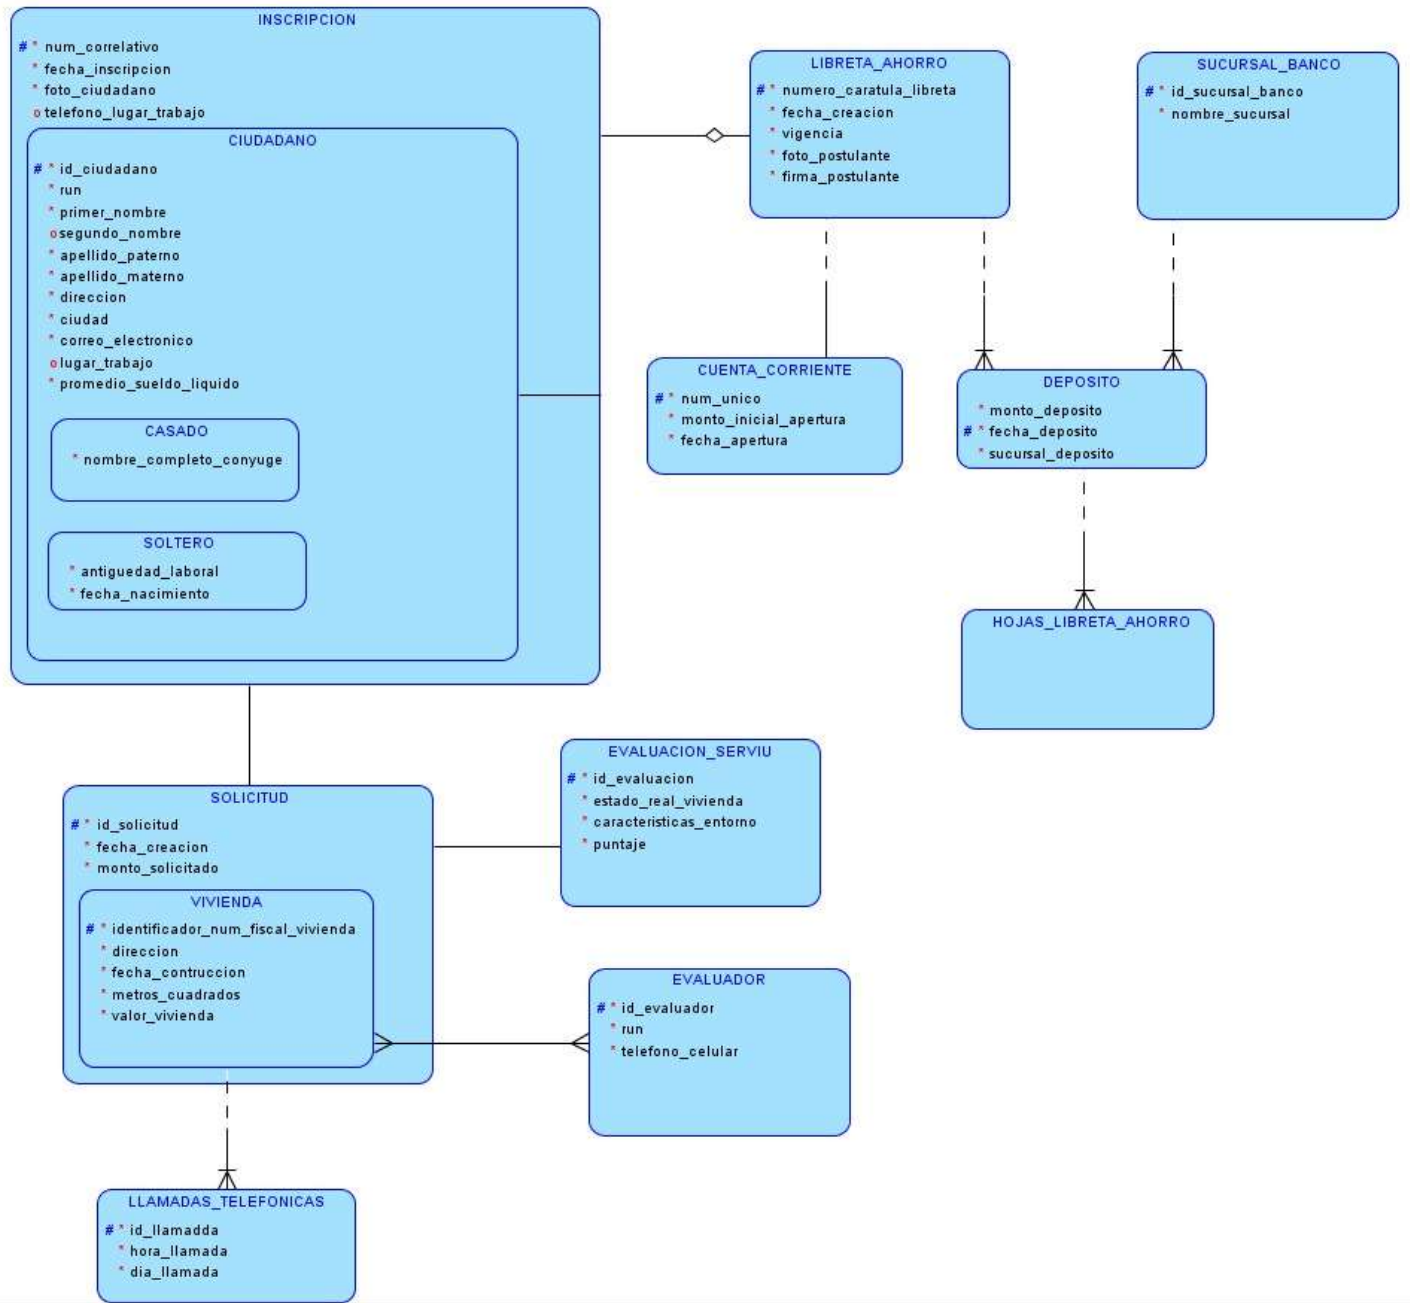 INSCRIPCION
# * num_correlativo
* fecha_inscripcion
* foto_ciudadano
o telefono_lugar_trabajo
CIUDADANO
# * id_ciudadano
* run
* primer_nombre
o segundo_nombre
* apellido_paterno
* apellido_materno
* direccion
* ciudad
* correo_electronico
o lugar_trabajo
* promedio_sueldo_liquido
CASADO
* nombre_completo_conyuge
SOLTERO
* antiguedad_laboral
* fecha_nacimiento
LIBRETA_AHORRO
# * numero_caratula_libreta
* fecha_creacion
* vigencia
* foto_postulante
* firma_postulante
SUCURSAL_BANCO
# * id_sucursal_banco
* nombre_sucursal
CUENTA_CORRIENTE
# * num_unico
* monto_inicial_apertura
* fecha_apertura
DEPOSITO
* monto_deposito
# * fecha_deposito
* sucursal_deposito
HOJAS_LIBRETA_AHORRO
SOLICITUD
# * id_solicitud
* fecha_creacion
* monto_solicitado
VIVIENDA
# * identificador_num_fiscal_vivienda
* direccion
* fecha_contruccion
* metros_cuadrados
* valor_vivienda
EVALUACION_SERVIU
# * id_evaluacion
* estado_real_vivienda
* caracteristicas_entorno
* puntaje
EVALUADOR
# * id_evaluador
* run
* telefono_celular
LLAMADAS_TELEFONICAS
# * id_llamadda
* hora_llamada
* dia_llamada